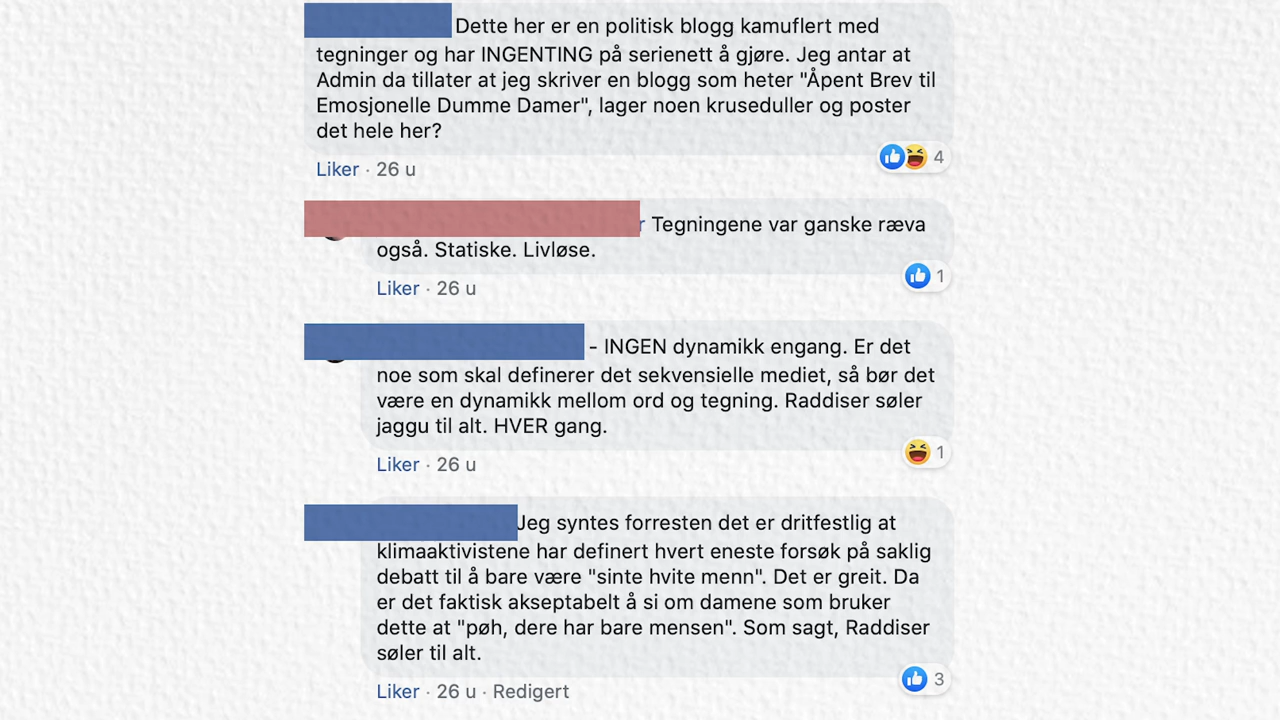 Dette her er en politisk blogg kamuflert med
tegninger og har INGENTING på serienett å gjøre. Jeg antar at
Admin da tillater at jeg skriver en blogg som heter "Åpent Brev til
Emosjonelle Dumme Damer", lager noen kruseduller og poster
det hele her?
Liker · 26 u
4
r Tegningene var ganske ræva
også. Statiske. Livløse.
Liker · 26 u
1
- INGEN dynamikk engang. Er det
noe som skal definerer det sekvensielle mediet, så bør det
være en dynamikk mellom ord og tegning. Raddiser søler
jaggu til alt. HVER gang.
Liker · 26 u
1
Jeg syntes forresten det er dritfestlig at
klimaaktivistene har definert hvert eneste forsøk på saklig
debatt til å bare være "sinte hvite menn". Det er greit. Da
er det faktisk akseptabelt å si om damene som bruker
dette at "pøh, dere har bare mensen". Som sagt, Raddiser
søler til alt.
Liker · 26 u · Redigert
3